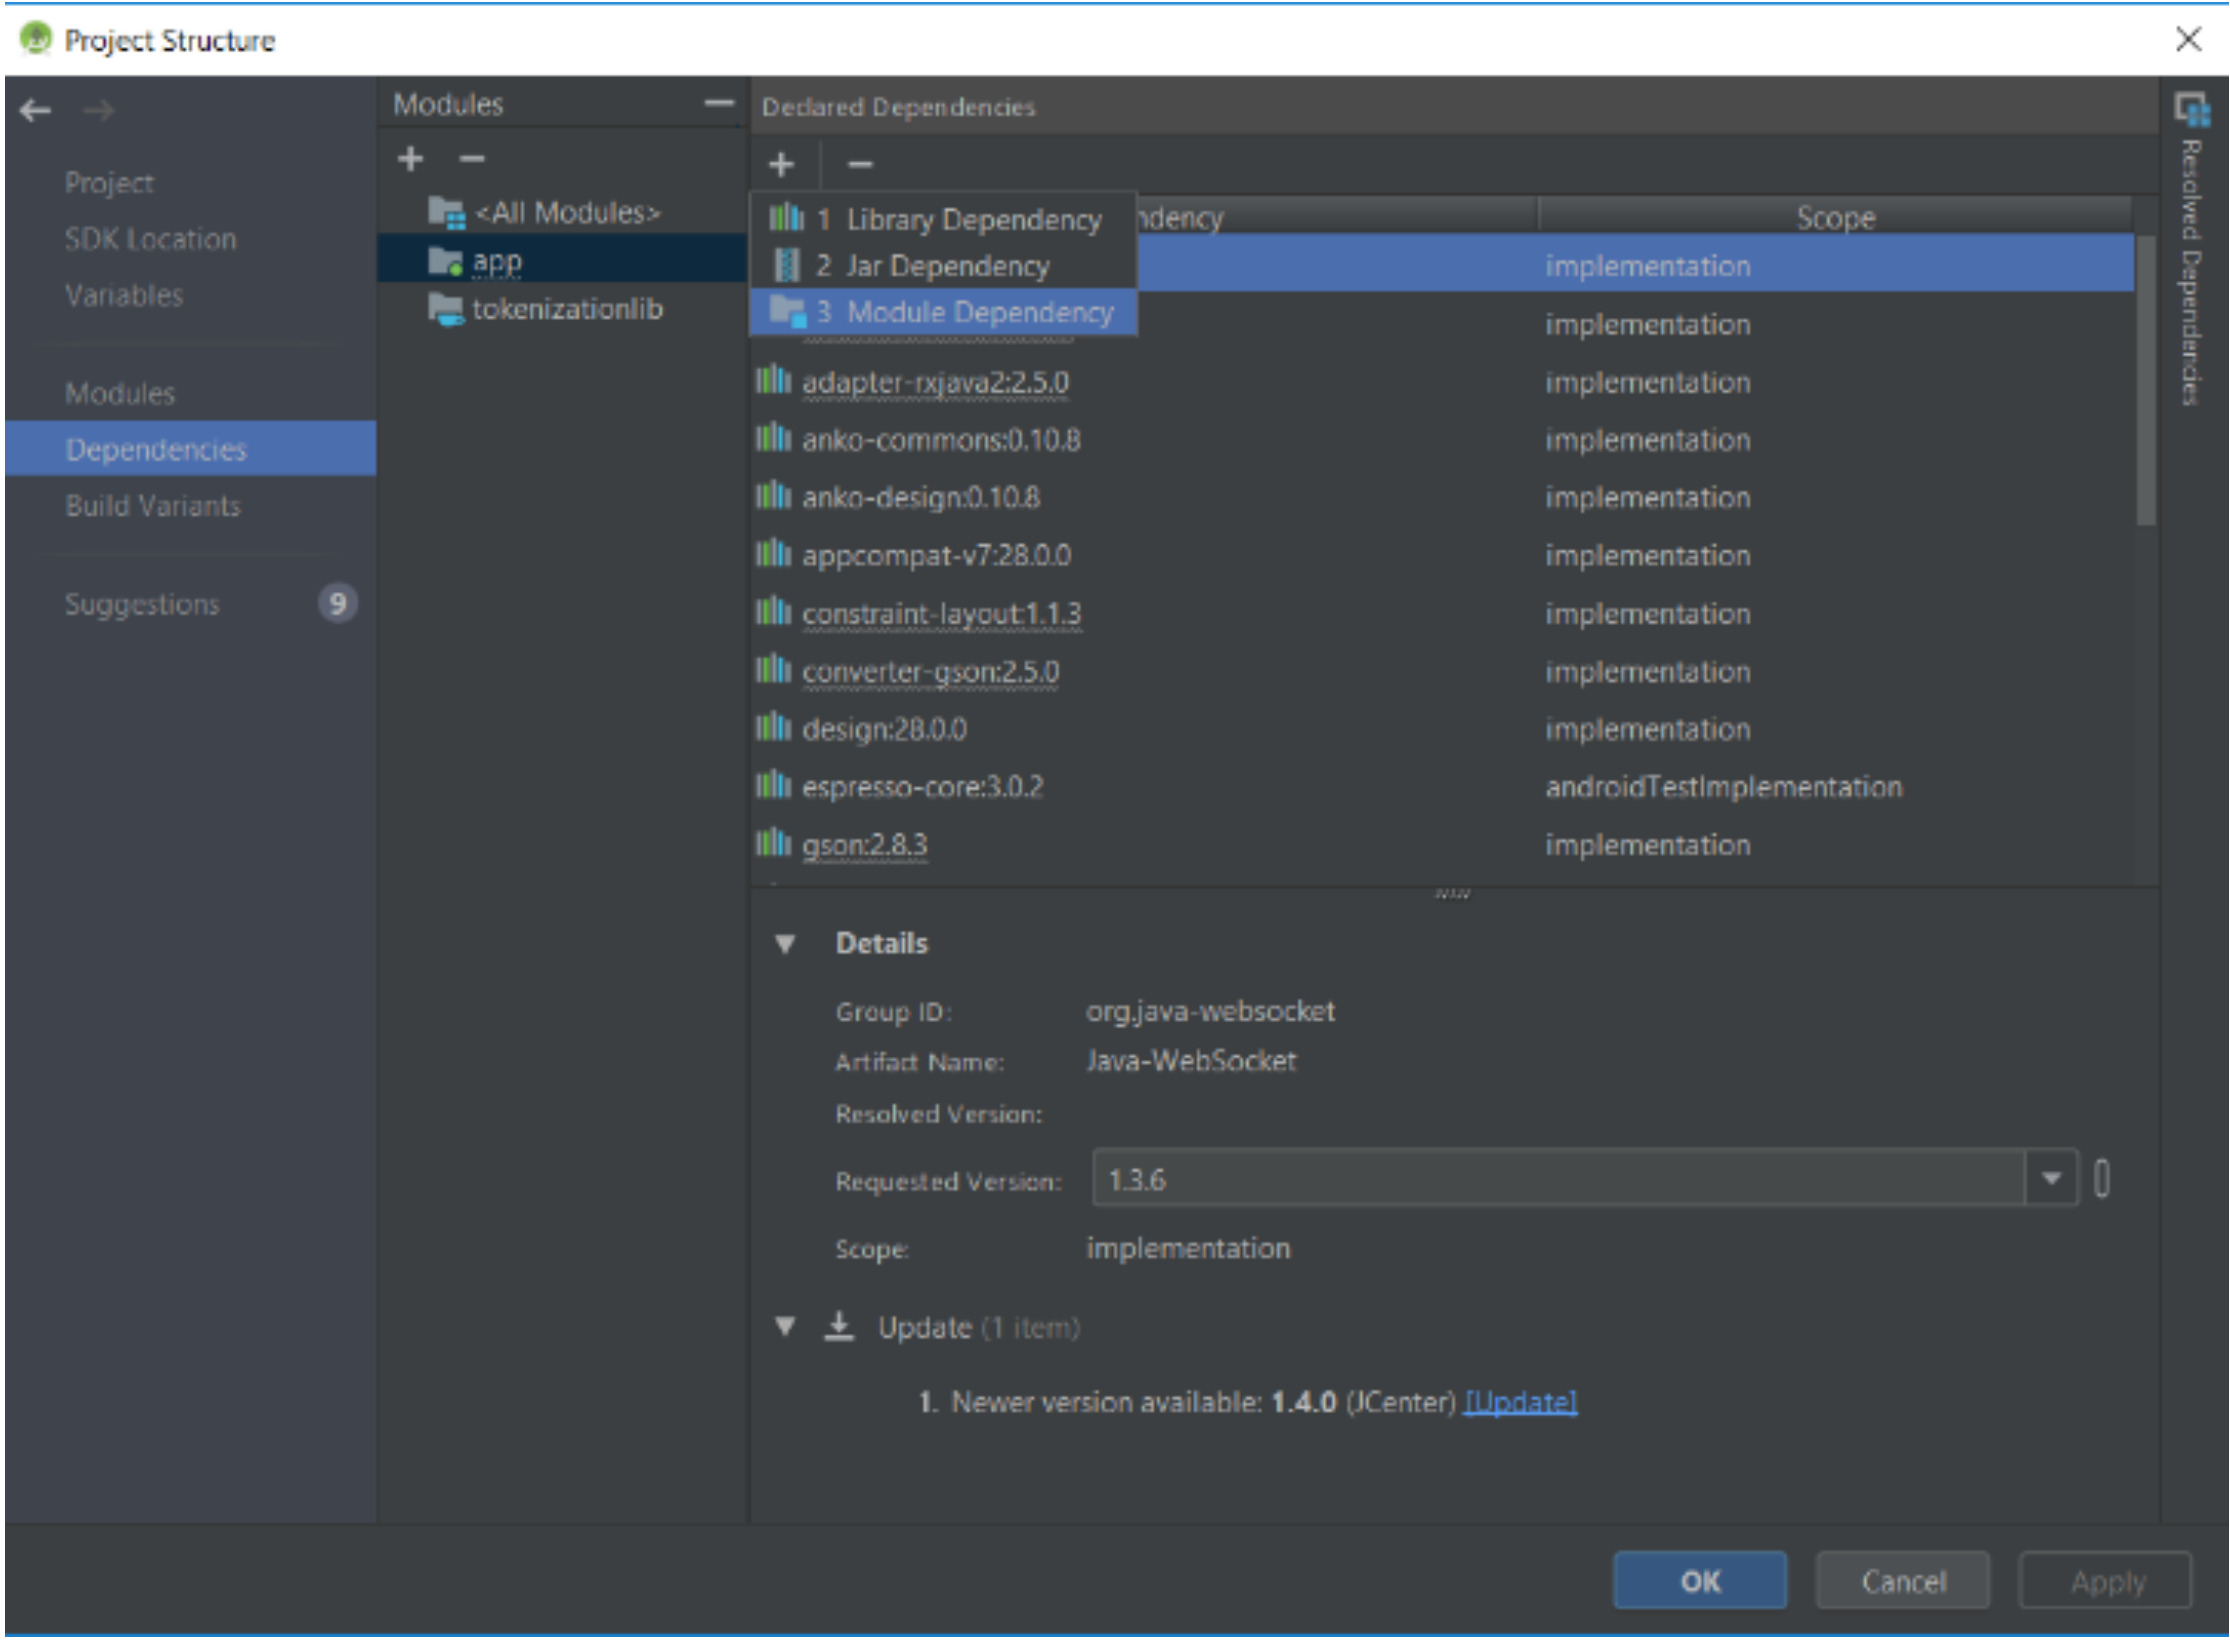 Project Structure
Project
SDK Location
Variables
Modules
Dependencies
Build Variants
Suggestions 9
Modules
<All Modules>
app
tokenizationlib
Declared Dependencies
1 Library Dependency
2 Jar Dependency
3 Module Dependency
ndency Scope
implementation
implementation
adapter-rxjava2:2.5.0 implementation
anko-commons:0.10.8 implementation
anko-design:0.10.8 implementation
appcompat-v7:28.0.0 implementation
constraint-layout:1.1.3 implementation
converter-gson:2.5.0 implementation
design:28.0.0 implementation
espresso-core:3.0.2 androidTestImplementation
gson:2.8.3 implementation
Details
Group ID: org.java-websocket
Artifact Name: Java-WebSocket
Resolved Version:
Requested Version: 1.3.6
Scope: implementation
Update (1 item)
1. Newer version available: 1.4.0 (JCenter) [Update]
Resolved Dependencies
OK Cancel Apply